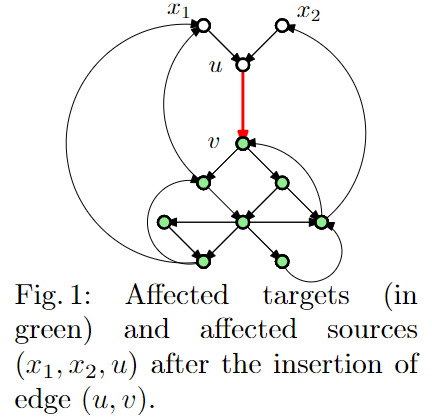 x₁ x₂
u
v
Fig. 1: Affected targets (in
green) and affected sources
(x₁, x₂, u) after the insertion of
edge (u, v).